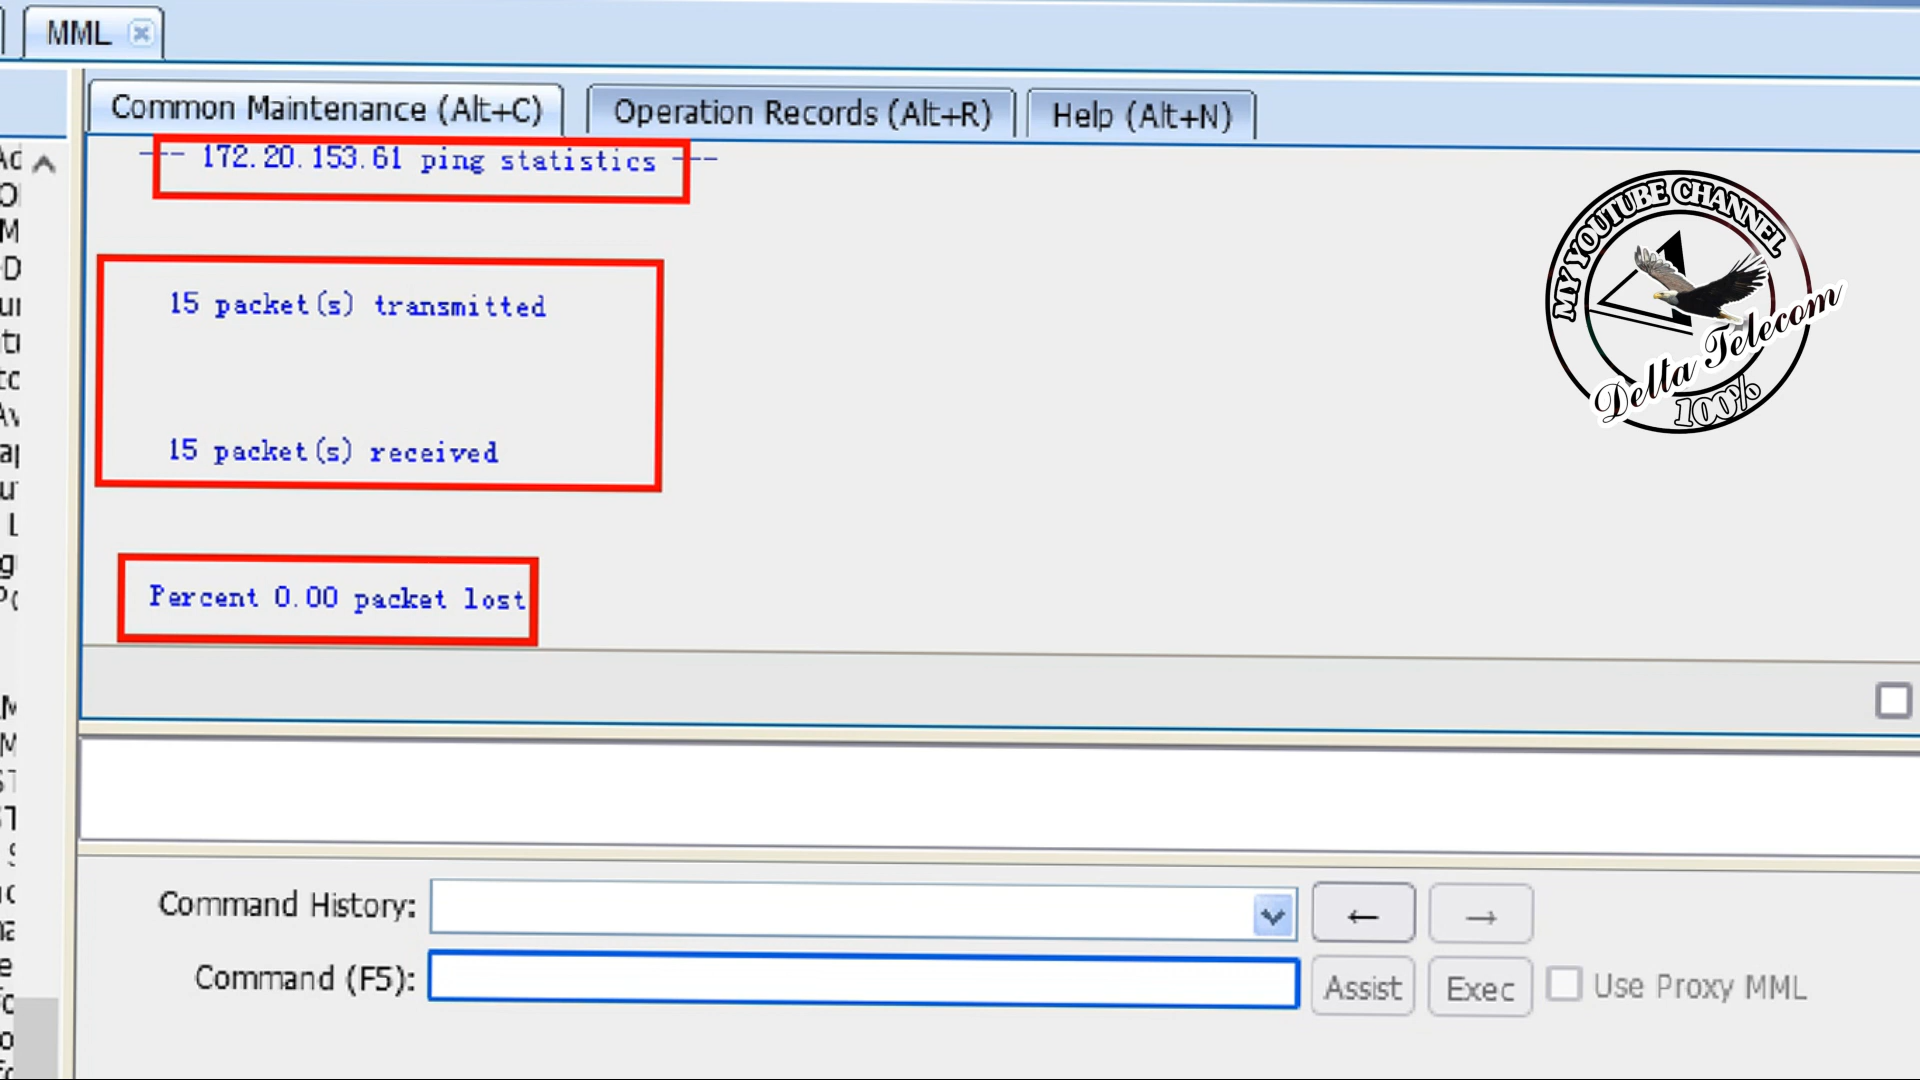 MML
Common Maintenance (Alt+C)
Operation Records (Alt+R)
Help (Alt+N)
--- 172.20.153.61 ping statistics ---
15 packet(s) transmitted
15 packet(s) received
Percent 0.00 packet lost
MY YOUTUBE CHANNEL
Delta Telecom
100%
Command History:
←
→
Command (F5):
Assist
Exec
Use Proxy MML